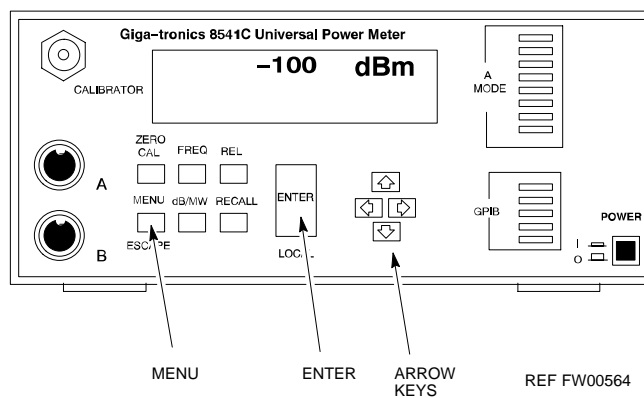 Giga-tronics 8541C Universal Power Meter
-100 dBm
CALIBRATOR
A
MODE
ZERO
CAL
FREQ
REL
A
MENU
dB/MW
RECALL
ENTER
GPIB
POWER
B
ESCAPE
LOCAL
I
O
MENU
ENTER
ARROW
KEYS
REF FW00564